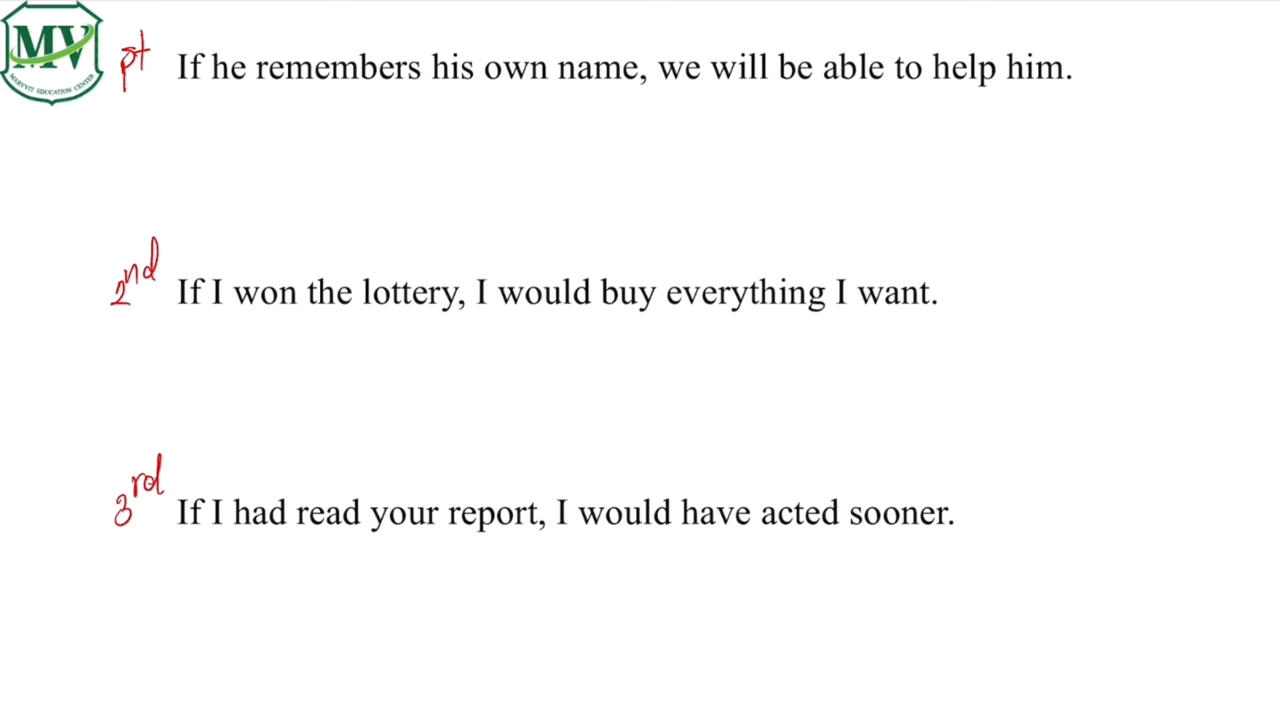 MV
MARYVIT EDUCATION CENTER
pt If he remembers his own name, we will be able to help him.
2nd If I won the lottery, I would buy everything I want.
3rd If I had read your report, I would have acted sooner.